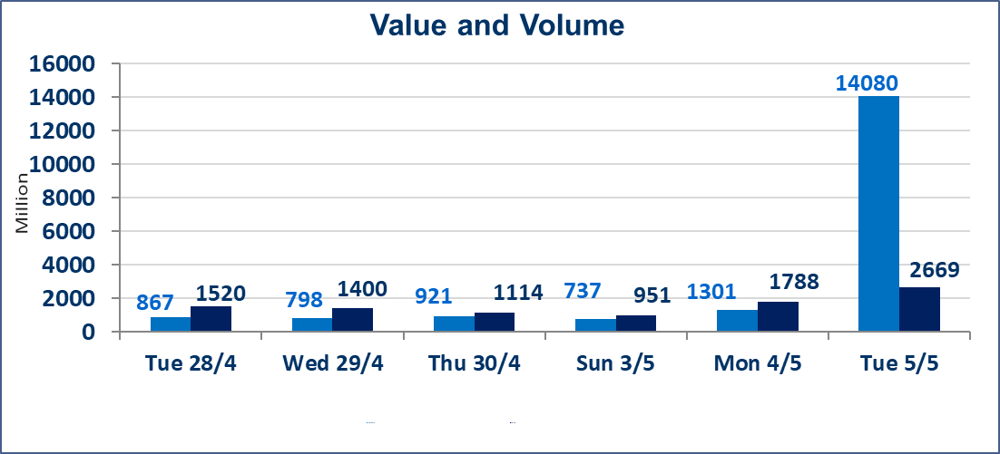 Value and Volume
16000
14000
12000
10000
8000
6000
4000
2000
0
Million
867
1520
798
1400
921
1114
737
951
1301
1788
14080
2669
Tue 28/4
Wed 29/4
Thu 30/4
Sun 3/5
Mon 4/5
Tue 5/5